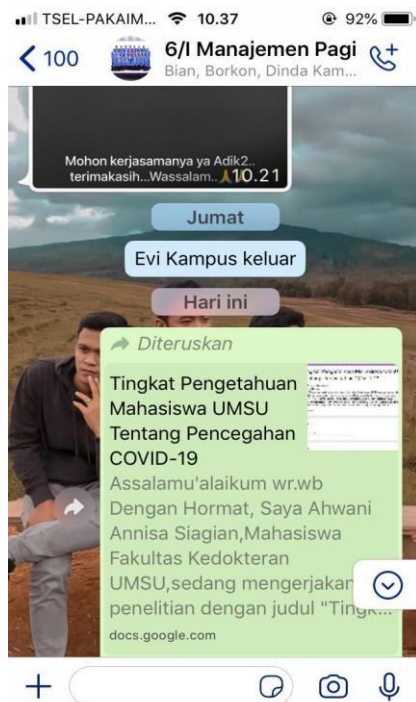 TSEL-PAKAIM... 10.37 92%
100 6/I Manajemen Pagi
Bian, Borkon, Dinda Kam...
Mohon kerjasamanya ya Adik2..
terimakasih...Wassalam.. 10.21
Jumat
Evi Kampus keluar
Hari ini
Diteruskan
Tingkat Pengetahuan
Mahasiswa UMSU
Tentang Pencegahan
COVID-19
Assalamu'alaikum wr.wb
Dengan Hormat, Saya Ahwani
Annisa Siagian,Mahasiswa
Fakultas Kedokteran
UMSU,sedang mengerjakan
penelitian dengan judul "Tingk...
docs.google.com